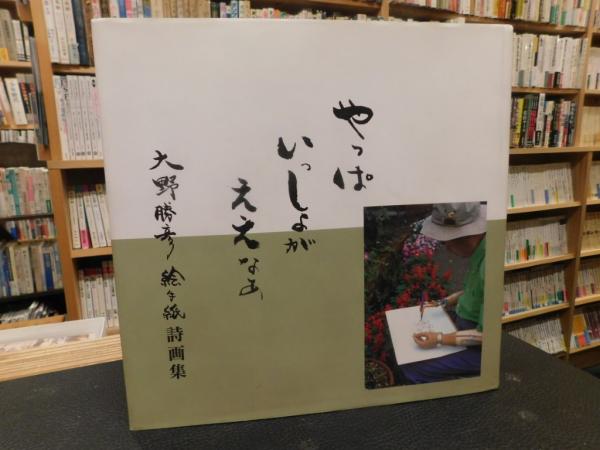 やっぱ
いっしょが
ええなあ
大野勝彦 絵手紙詩画集